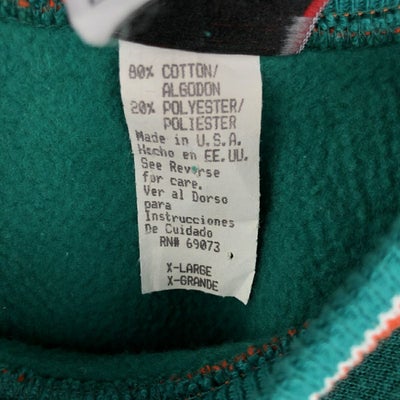 80% COTTON/
ALGODON
20% POLYESTER/
POLIESTER
Made in U.S.A.
Hecho en EE.UU.
See Reverse
for care.
Ver al Dorso
para
Instrucciones
De Cuidado
RN# 69073
X-LARGE
X-GRANDE